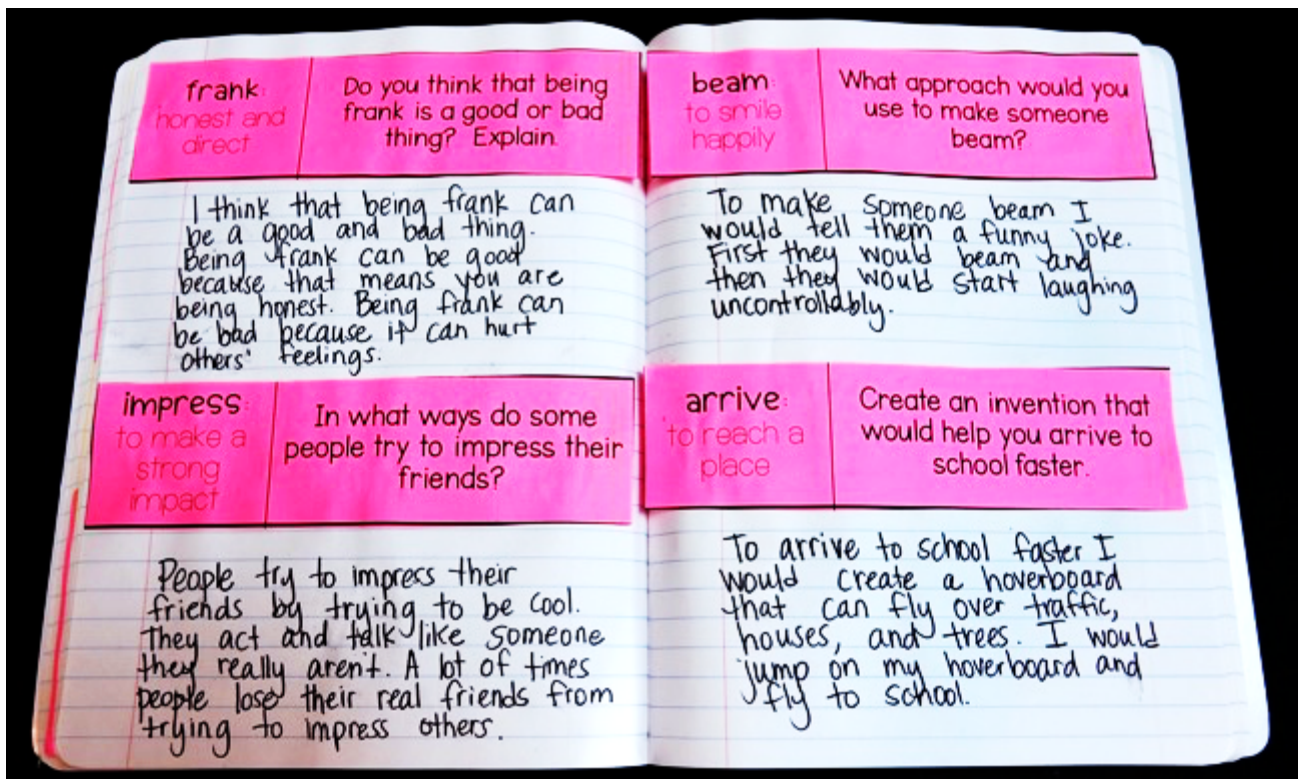 frank:
honest and
direct
Do you think that being
frank is a good or bad
thing? Explain.
I think that being frank can
be a good and bad thing.
Being frank can be good
because that means you are
being honest. Being frank can
be bad because it can hurt
others' feelings.
impress:
to make a
strong
impact
In what ways do some
people try to impress their
friends?
People try to impress their
friends by trying to be cool.
They act and talk like someone
they really arent. A lot of times
people lose their real friends from
trying to impress others.
beam:
to smile
happily
What approach would you
use to make someone
beam?
To make someone beam I
would tell them a funny joke.
First they would beam and
then they would start laughing
uncontrollably.
arrive:
to reach a
place
Create an invention that
would help you arrive to
school faster.
To arrive to school faster I
would create a hoverboard
that can fly over traffic,
houses, and trees. I would
jump on my hoverboard and
fly to school.